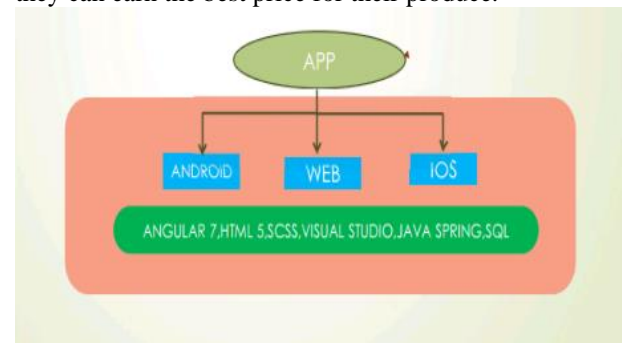 they can earn the best price for their produce.
APP
ANDROID
WEB
IOS
ANGULAR 7,HTML 5,SCSS,VISUAL STUDIO,JAVA SPRING,SQL